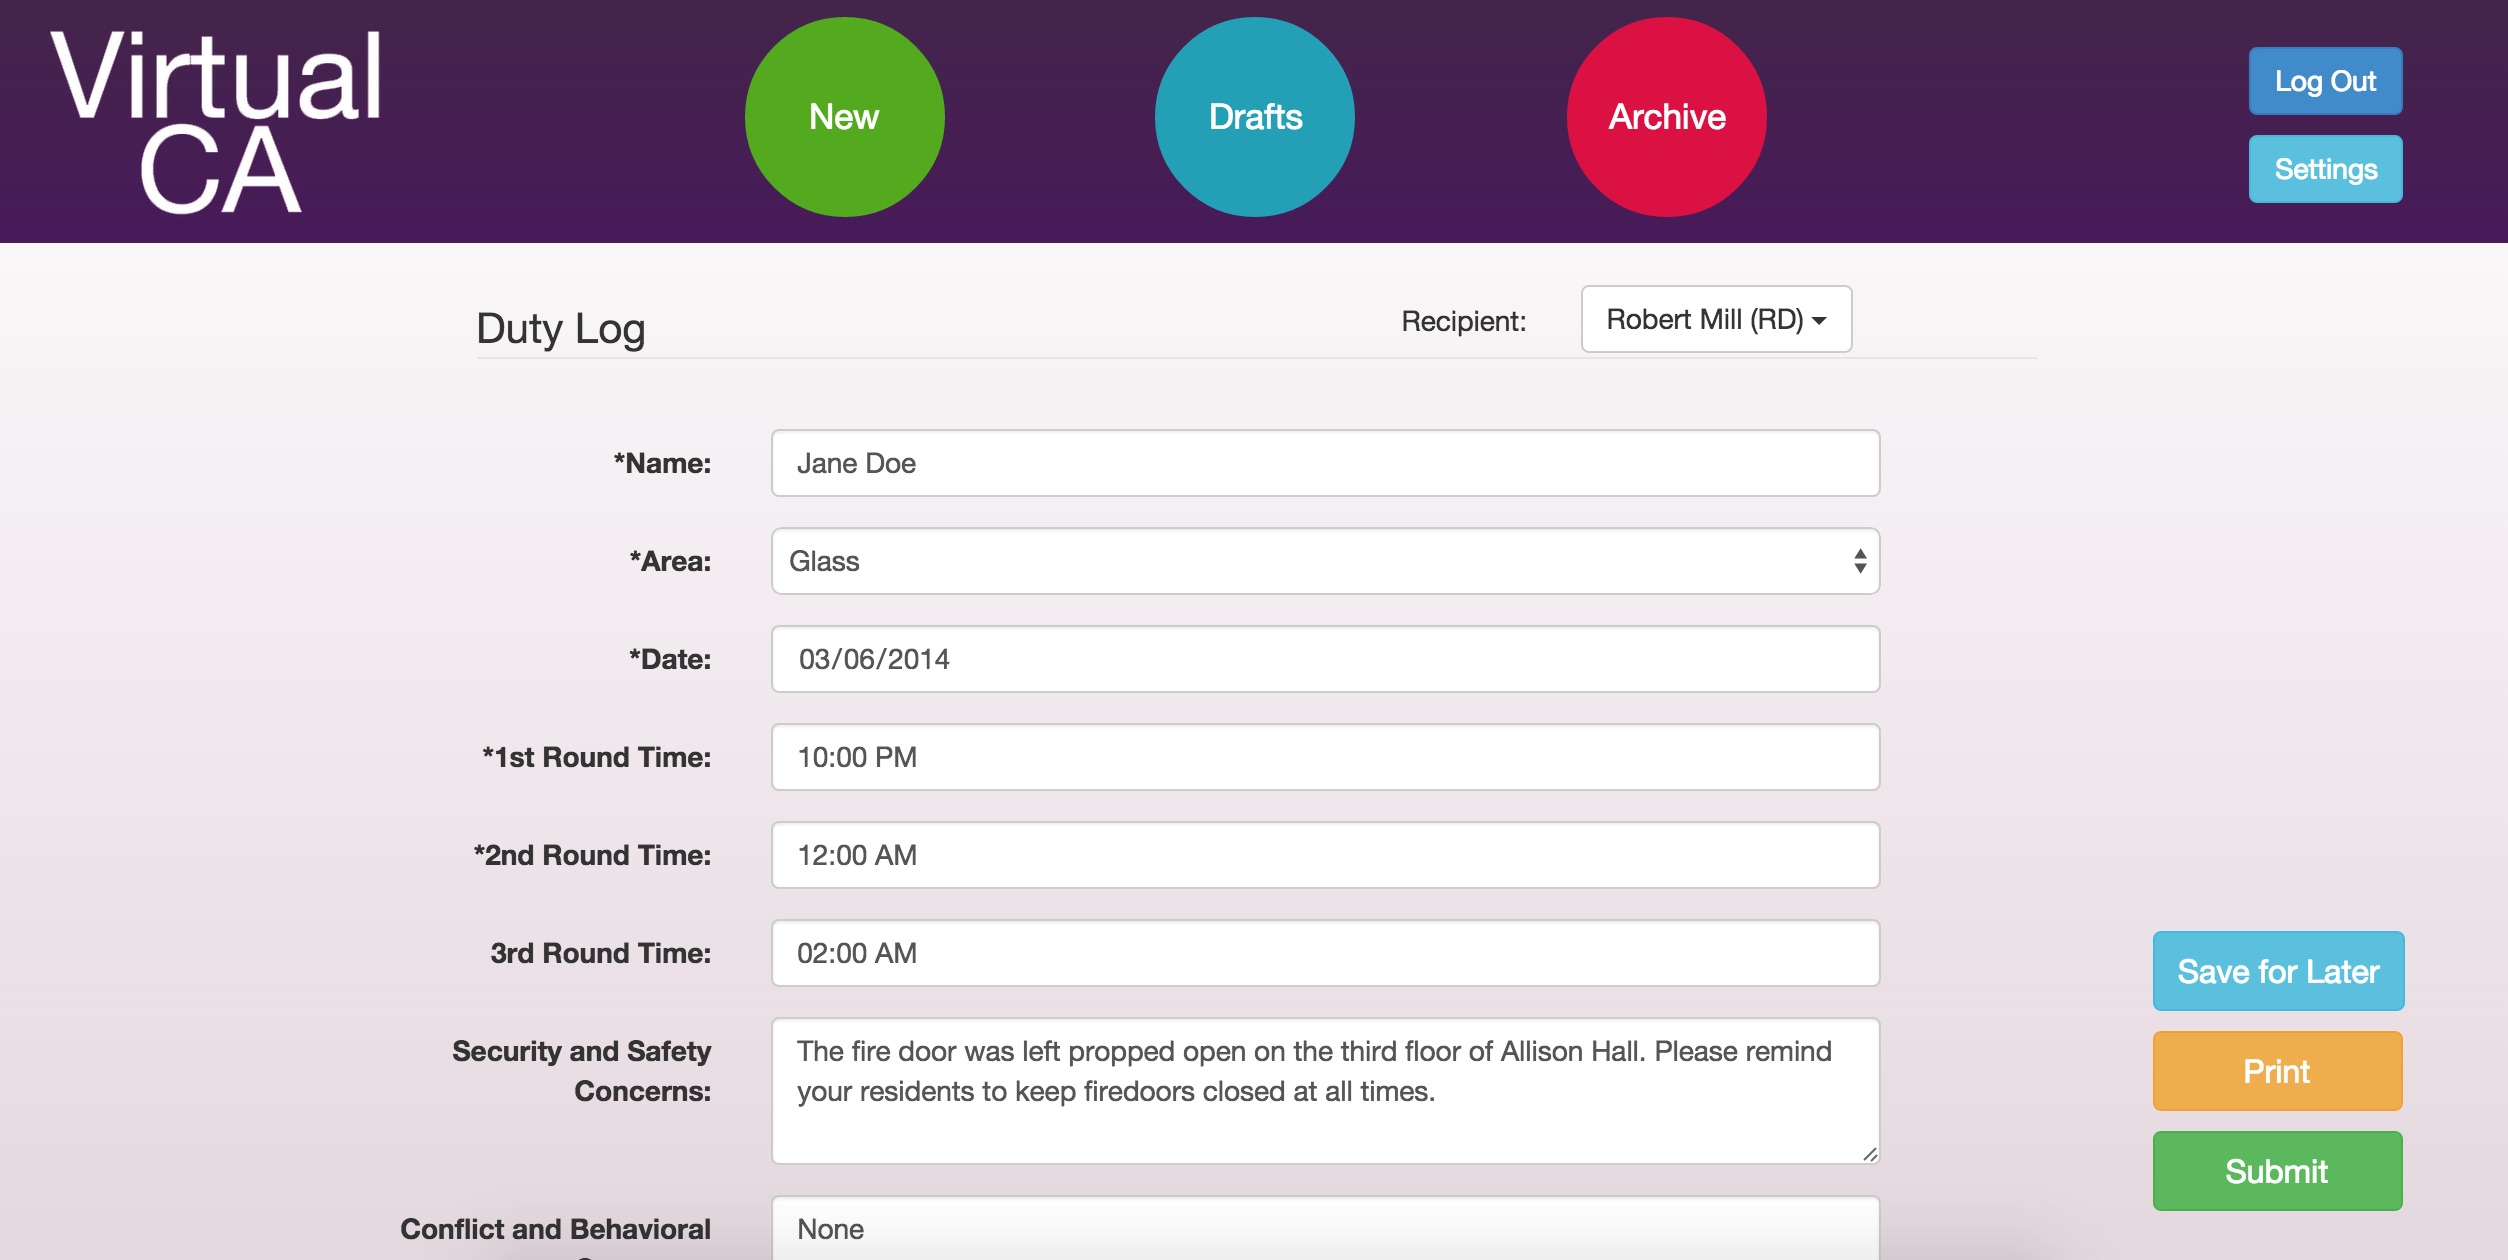 Virtual
CA
New
Drafts
Archive
Log Out
Settings
Duty Log
Recipient:
Robert Mill (RD)
*Name:
Jane Doe
*Area:
Glass
*Date:
03/06/2014
*1st Round Time:
10:00 PM
*2nd Round Time:
12:00 AM
3rd Round Time:
02:00 AM
Security and Safety
Concerns:
The fire door was left propped open on the third floor of Allison Hall. Please remind
your residents to keep firedoors closed at all times.
Conflict and Behavioral
None
Save for Later
Print
Submit